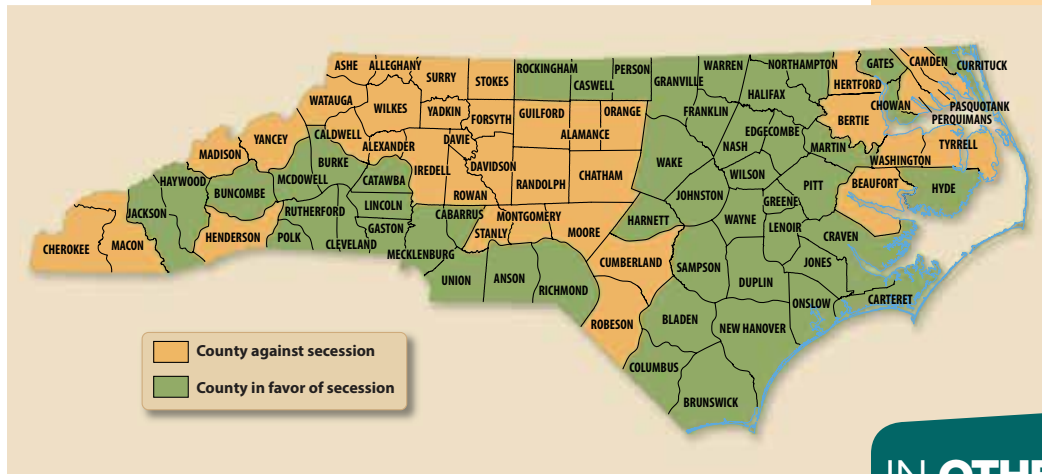 ASHE
ALLEGHANY
SURRY
STOKES
ROCKINGHAM
CASWELL
PERSON
GRANVILLE
WARREN
NORTHAMPTON
GATES
CAMDEN
CURRITUCK
HERTFORD
HALIFAX
WATAUGA
WILKES
YADKIN
FORSYTH
GUILFORD
ORANGE
FRANKLIN
CHOWAN
PASQUOTANK
PERQUIMANS
BERTIE
ALAMANCE
YANCEY
CALDWELL
ALEXANDER
DAVIE
EDGECOMBE
NASH
MARTIN
TYRRELL
WASHINGTON
MADISON
BURKE
IREDELL
DAVIDSON
WAKE
HAYWOOD
MCDOWELL
CATAWBA
RANDOLPH
CHATHAM
WILSON
PITT
BEAUFORT
HYDE
BUNCOMBE
ROWAN
JOHNSTON
GREENE
JACKSON
RUTHERFORD
LINCOLN
CABARRUS
MONTGOMERY
HARNETT
WAYNE
LENOIR
CRAVEN
CHEROKEE
MACON
HENDERSON
POLK
CLEVELAND
GASTON
STANLY
MOORE
MECKLENBURG
CUMBERLAND
SAMPSON
JONES
UNION
ANSON
RICHMOND
DUPLIN
ONSLOW
CARTERET
ROBESON
BLADEN
NEW HANOVER
COLUMBUS
BRUNSWICK
County against secession
County in favor of secession
IN OTHE